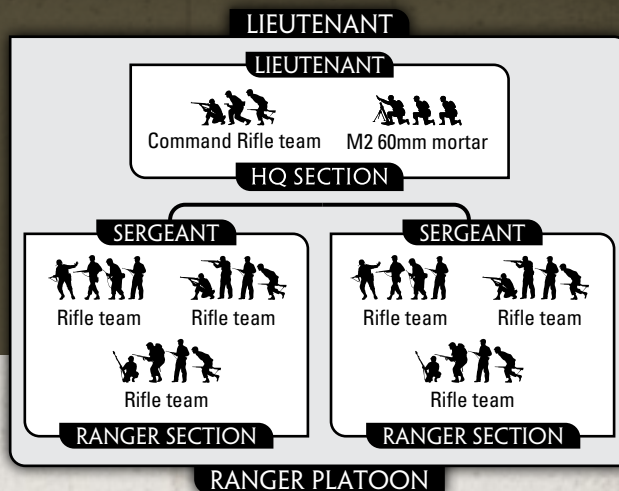 LIEUTENANT
LIEUTENANT
Command Rifle team M2 60mm mortar
HQ SECTION
SERGEANT SERGEANT
Rifle team Rifle team Rifle team Rifle team
Rifle team Rifle team
RANGER SECTION RANGER SECTION
RANGER PLATOON